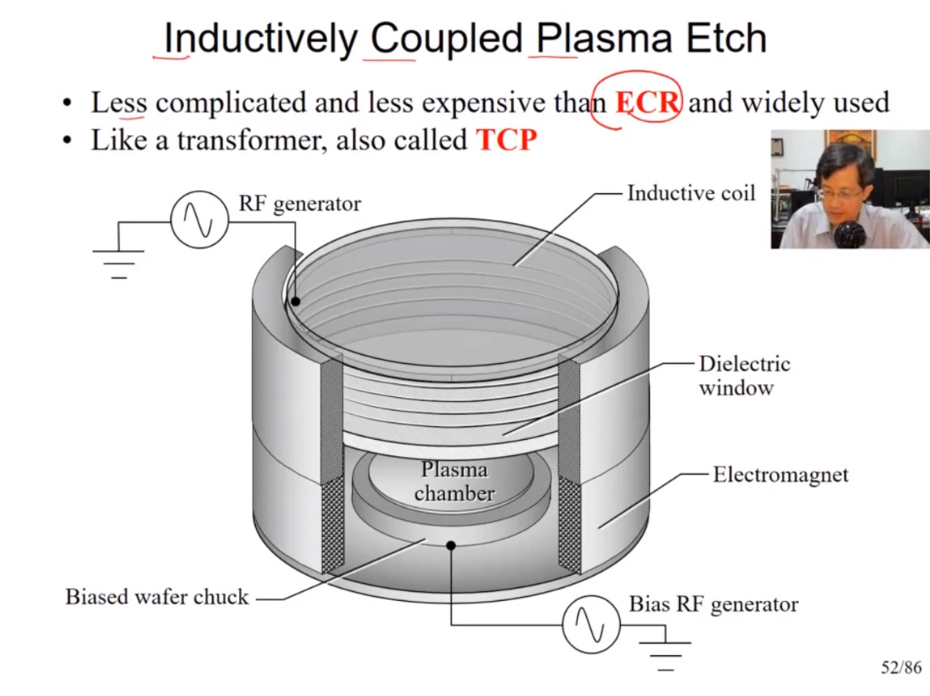 Inductively Coupled Plasma Etch
• Less complicated and less expensive than ECR and widely used
• Like a transformer, also called TCP
RF generator
Inductive coil
Dielectric
window
Plasma
chamber
Electromagnet
Biased wafer chuck
Bias RF generator
52/86